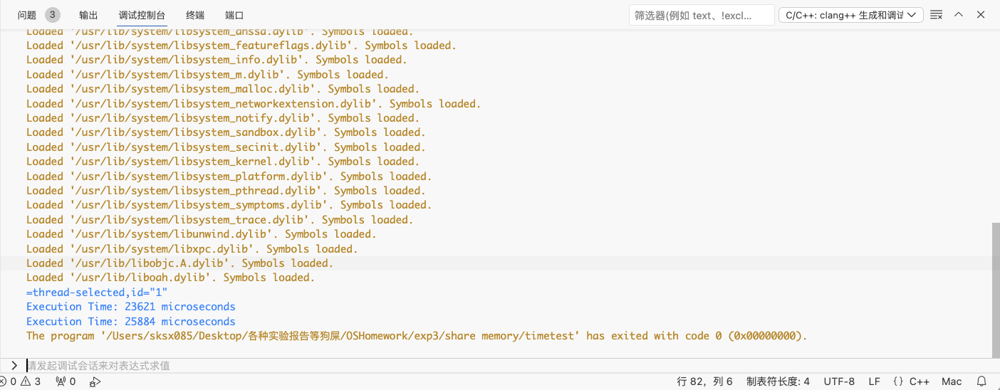 问题 3 输出 调试控制台 终端 端口 筛选器(例如 text、!excl... C/C++: clang++ 生成和调试
Loaded '/usr/lib/system/libsystem_dnssd.dylib'. Symbols loaded.
Loaded '/usr/lib/system/libsystem_featureflags.dylib'. Symbols loaded.
Loaded '/usr/lib/system/libsystem_info.dylib'. Symbols loaded.
Loaded '/usr/lib/system/libsystem_m.dylib'. Symbols loaded.
Loaded '/usr/lib/system/libsystem_malloc.dylib'. Symbols loaded.
Loaded '/usr/lib/system/libsystem_networkextension.dylib'. Symbols loaded.
Loaded '/usr/lib/system/libsystem_notify.dylib'. Symbols loaded.
Loaded '/usr/lib/system/libsystem_sandbox.dylib'. Symbols loaded.
Loaded '/usr/lib/system/libsystem_secinit.dylib'. Symbols loaded.
Loaded '/usr/lib/system/libsystem_kernel.dylib'. Symbols loaded.
Loaded '/usr/lib/system/libsystem_platform.dylib'. Symbols loaded.
Loaded '/usr/lib/system/libsystem_pthread.dylib'. Symbols loaded.
Loaded '/usr/lib/system/libsystem_symptoms.dylib'. Symbols loaded.
Loaded '/usr/lib/system/libsystem_trace.dylib'. Symbols loaded.
Loaded '/usr/lib/system/libunwind.dylib'. Symbols loaded.
Loaded '/usr/lib/system/libxpc.dylib'. Symbols loaded.
Loaded '/usr/lib/libobjc.A.dylib'. Symbols loaded.
Loaded '/usr/lib/liboah.dylib'. Symbols loaded.
=thread-selected,id="1"
Execution Time: 23621 microseconds
Execution Time: 25884 microseconds
The program '/Users/sksx085/Desktop/各种实验报告等狗屎/OSHomework/exp3/share memory/timetest' has exited with code 0 (0x00000000).
请发起调试会话来对表达式求值
0 3 0 行 82，列 6 制表符长度: 4 UTF-8 LF {} C++ Mac